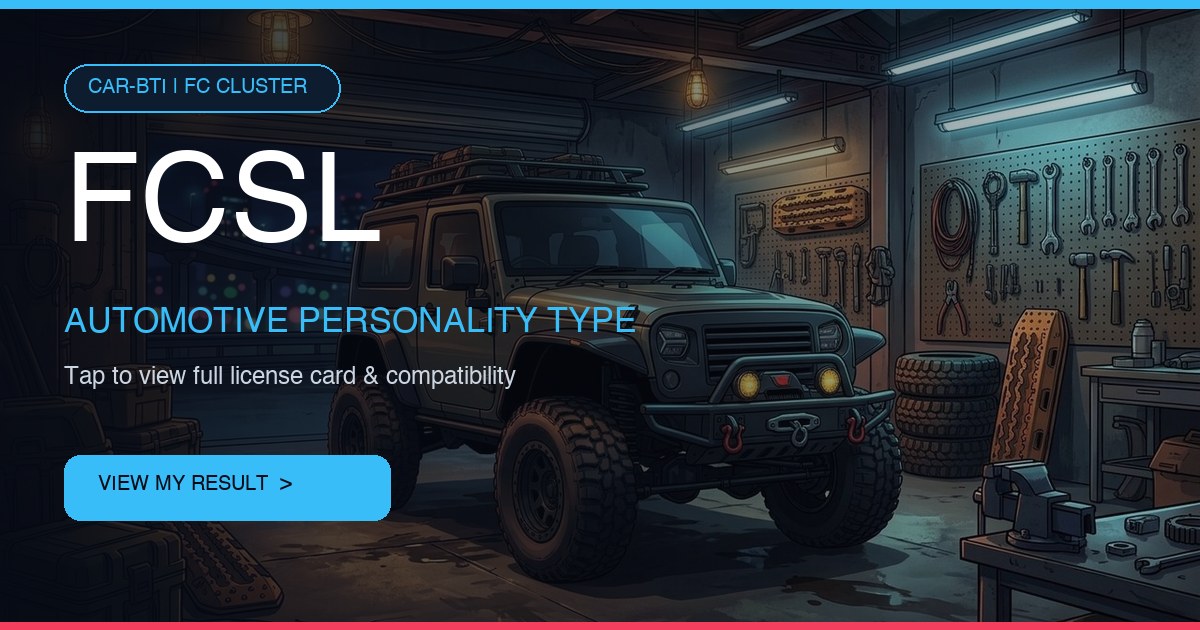 CAR-BTI | FC CLUSTER
FCSL
AUTOMOTIVE PERSONALITY TYPE
Tap to view full license card & compatibility
VIEW MY RESULT >